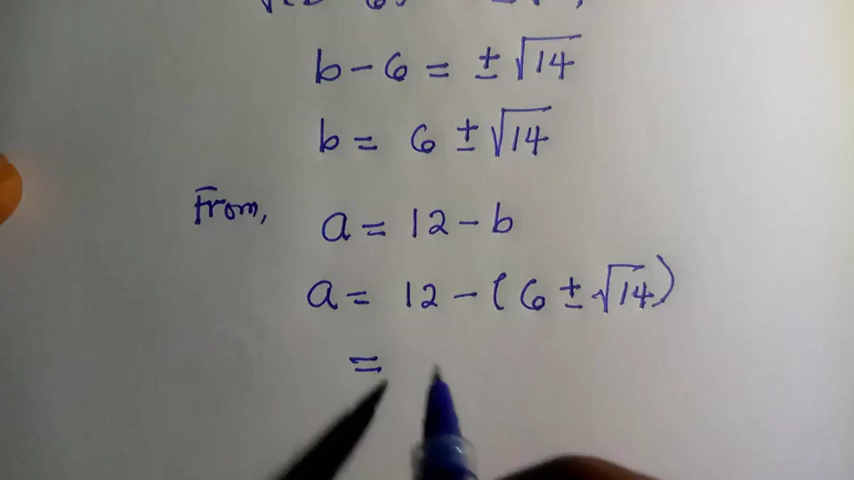 b - 6 = ± √14
b = 6 ± √14
From, a = 12 - b
a = 12 - (6 ± √14)
=